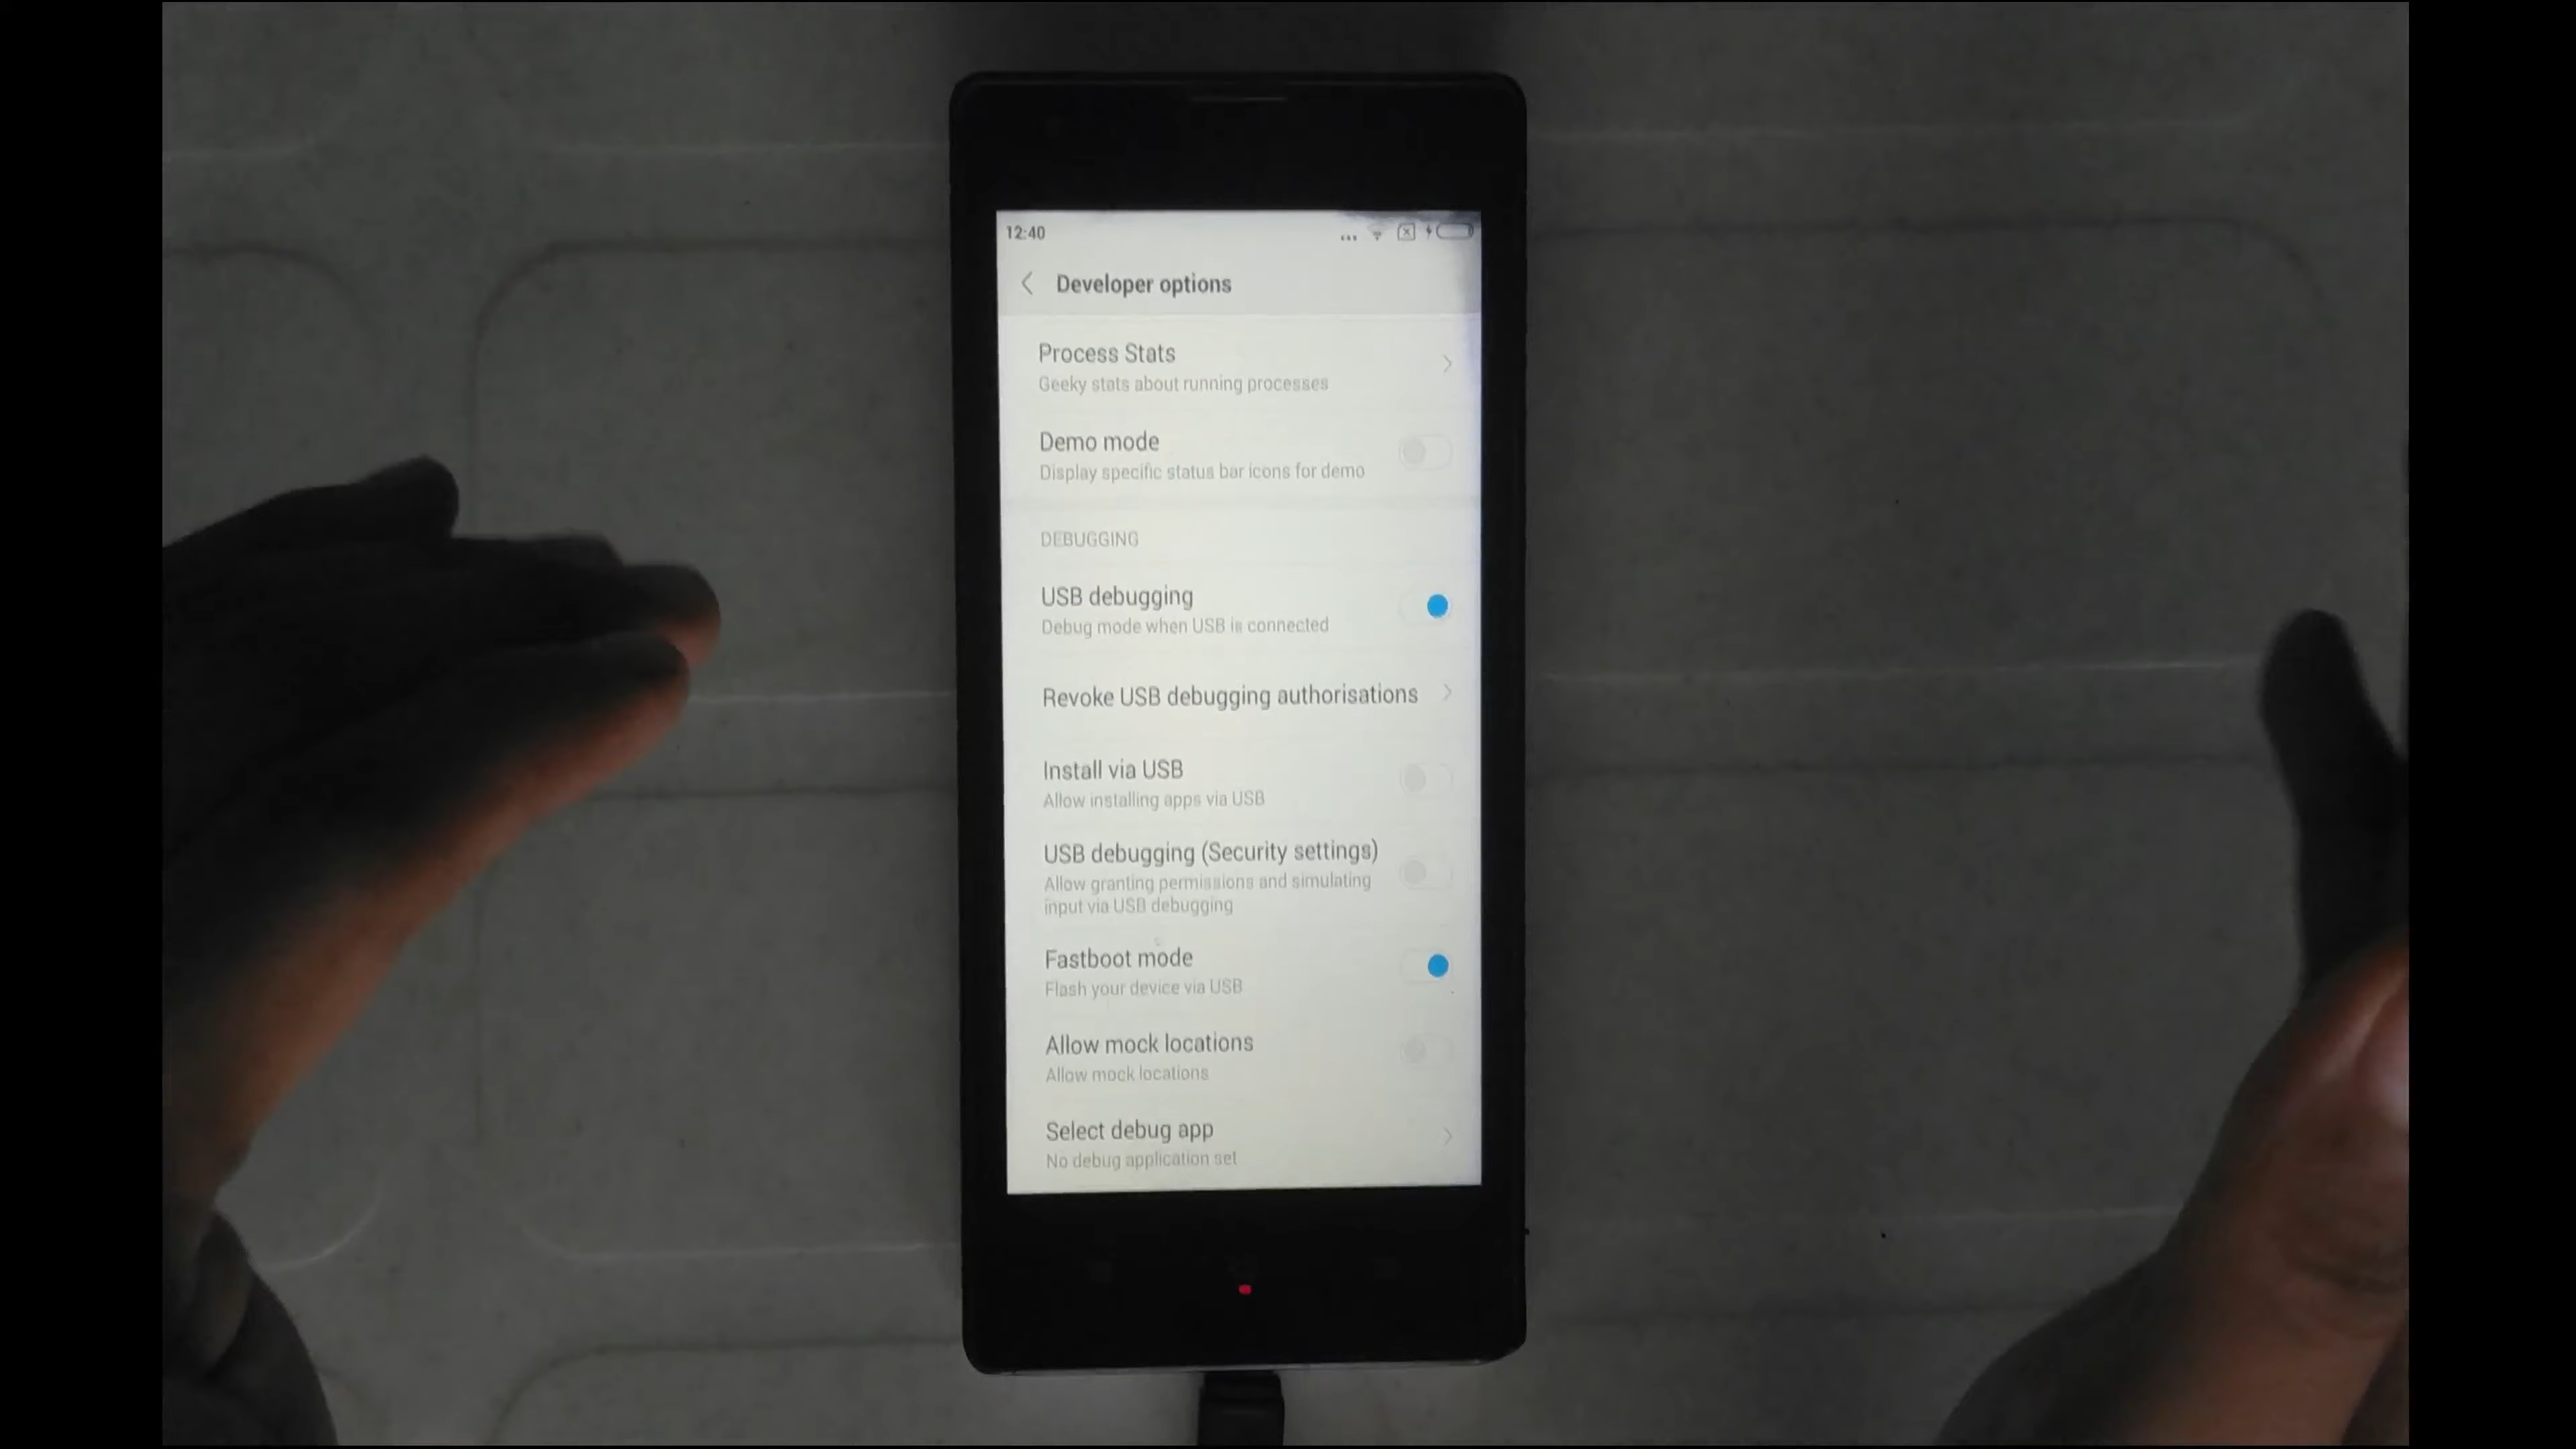 12:40
Developer options
Process Stats
Geeky stats about running processes
Demo mode
Display specific status bar icons for demo
DEBUGGING
USB debugging
Debug mode when USB is connected
Revoke USB debugging authorisations
Install via USB
Allow installing apps via USB
USB debugging (Security settings)
Allow granting permissions and simulating
input via USB debugging
Fastboot mode
Flash your device via USB
Allow mock locations
Allow mock locations
Select debug app
No debug application set